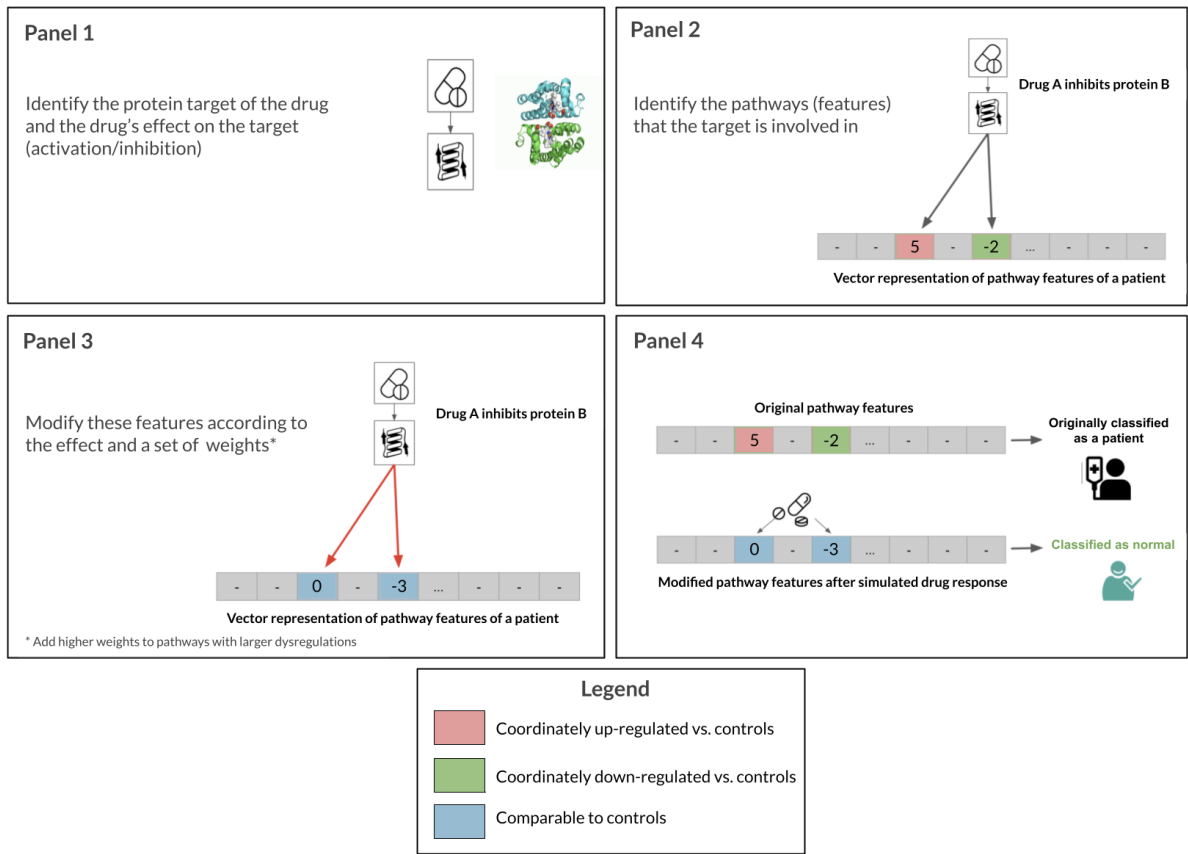 Panel 1
Identify the protein target of the drug
and the drug's effect on the target
(activation/inhibition)
Panel 2
Drug A inhibits protein B
Identify the pathways (features)
that the target is involved in
- - 5 - -2 ... - - -
Vector representation of pathway features of a patient
Panel 3
Drug A inhibits protein B
Modify these features according to
the effect and a set of weights*
- - 0 - -3 ... - - -
Vector representation of pathway features of a patient
* Add higher weights to pathways with larger dysregulations
Panel 4
Original pathway features
- - 5 - -2 ... - - -
Originally classified
as a patient
- - 0 - -3 ... - - -
Classified as normal
Modified pathway features after simulated drug response
Legend
Coordinately up-regulated vs. controls
Coordinately down-regulated vs. controls
Comparable to controls